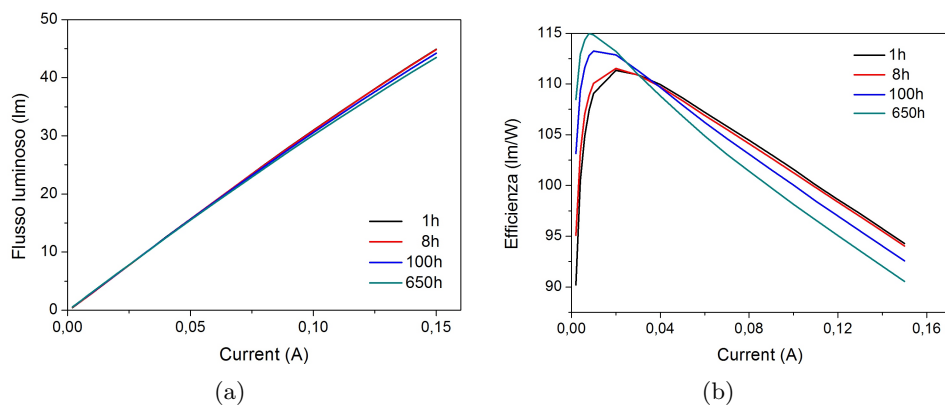 50
40
30
20
10
0
Flusso luminoso (lm)
1h
8h
100h
650h
0,00
0,05
0,10
0,15
Current (A)
(a)
115
110
105
100
95
90
Efficienza (lm/W)
1h
8h
100h
650h
0,00
0,04
0,08
0,12
0,16
Current (A)
(b)